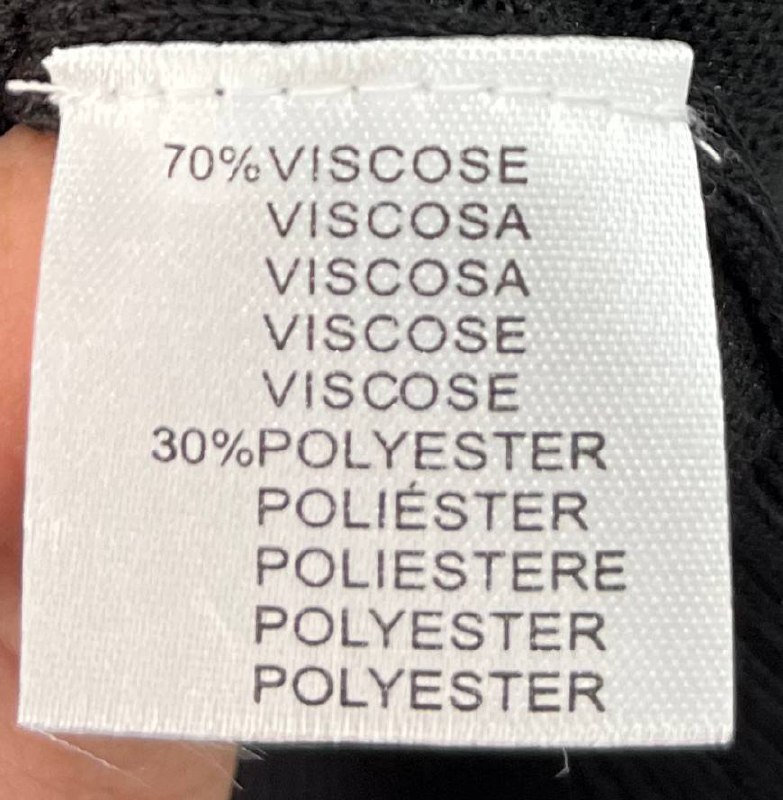 70%VISCOSE
VISCOSA
VISCOSA
VISCOSE
VISCOSE
30%POLYESTER
POLIÉSTER
POLIESTERE
POLYESTER
POLYESTER